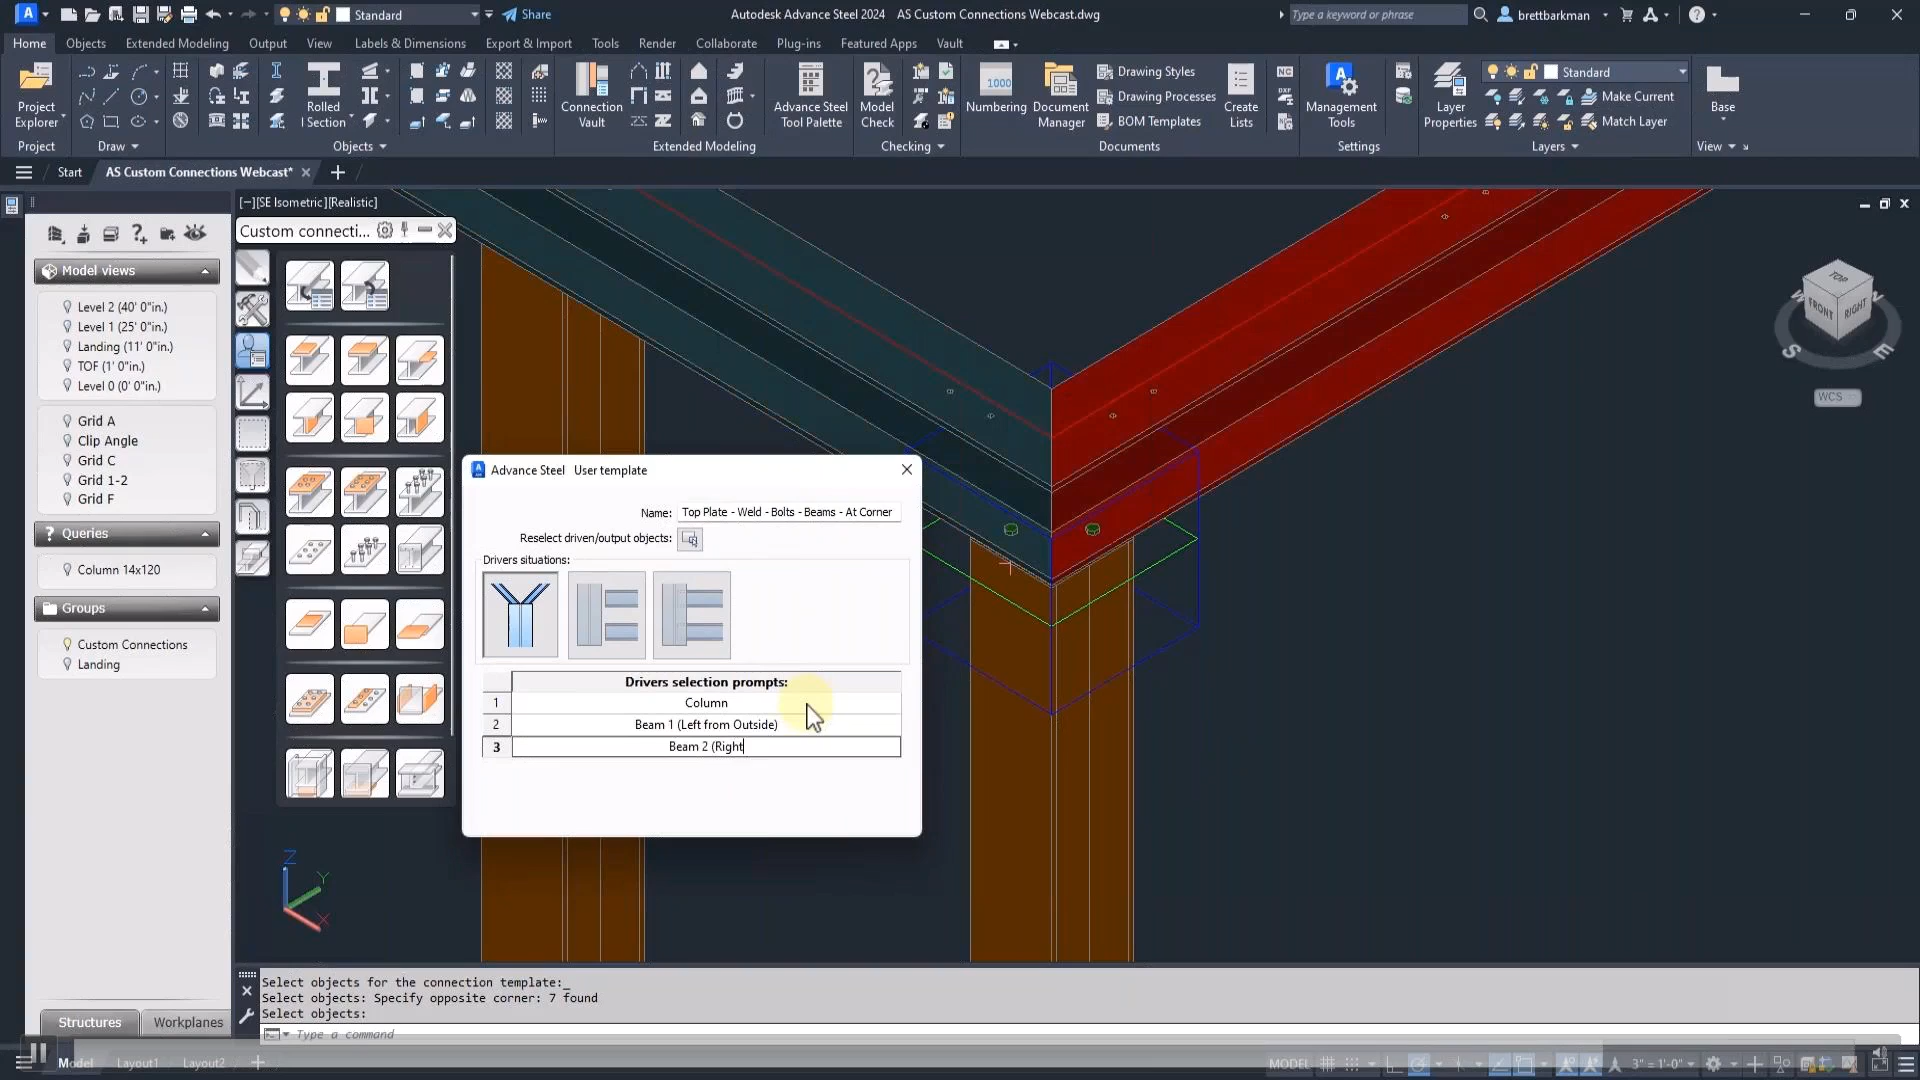 Standard
Share
Autodesk Advance Steel 2024
AS Custom Connections Webcast.dwg
Type a keyword or phrase
brettbarkman
Home
Objects
Extended Modeling
Output
View
Labels & Dimensions
Export & Import
Tools
Render
Collaborate
Plug-ins
Featured Apps
Vault
Project
Explorer
Rolled
I Section
Connection
Vault
Advance Steel
Tool Palette
Model
Check
1000
Numbering
Document
Manager
Drawing Styles
Drawing Processes
BOM Templates
Create
Lists
NC
DXF
Management
Tools
Layer
Properties
Standard
Make Current
Match Layer
Base
Project
Draw
Objects
Extended Modeling
Checking
Documents
Settings
Layers
View
Start
AS Custom Connections Webcast*
[−][SE Isometric][Realistic]
Custom connecti...
Model views
Level 2 (40' 0"in.)
Level 1 (25' 0"in.)
Landing (11' 0"in.)
TOF (1' 0"in.)
Level 0 (0' 0"in.)
Grid A
Clip Angle
Grid C
Grid 1-2
Grid F
Queries
Column 14x120
Groups
Custom Connections
Landing
Structures
Workplanes
Advance Steel User template
Name:
Top Plate - Weld - Bolts - Beams - At Corner
Reselect driven/output objects:
Drivers situations:
Drivers selection prompts:
1 Column
2 Beam 1 (Left from Outside)
3 Beam 2 (Right
TOP
FRONT
RIGHT
S
E
WCS
Z
Y
X
Select objects for the connection template:_
Select objects: Specify opposite corner: 7 found
Select objects:
Type a command
Model
Layout1
Layout2
MODEL
3" = 1'-0"